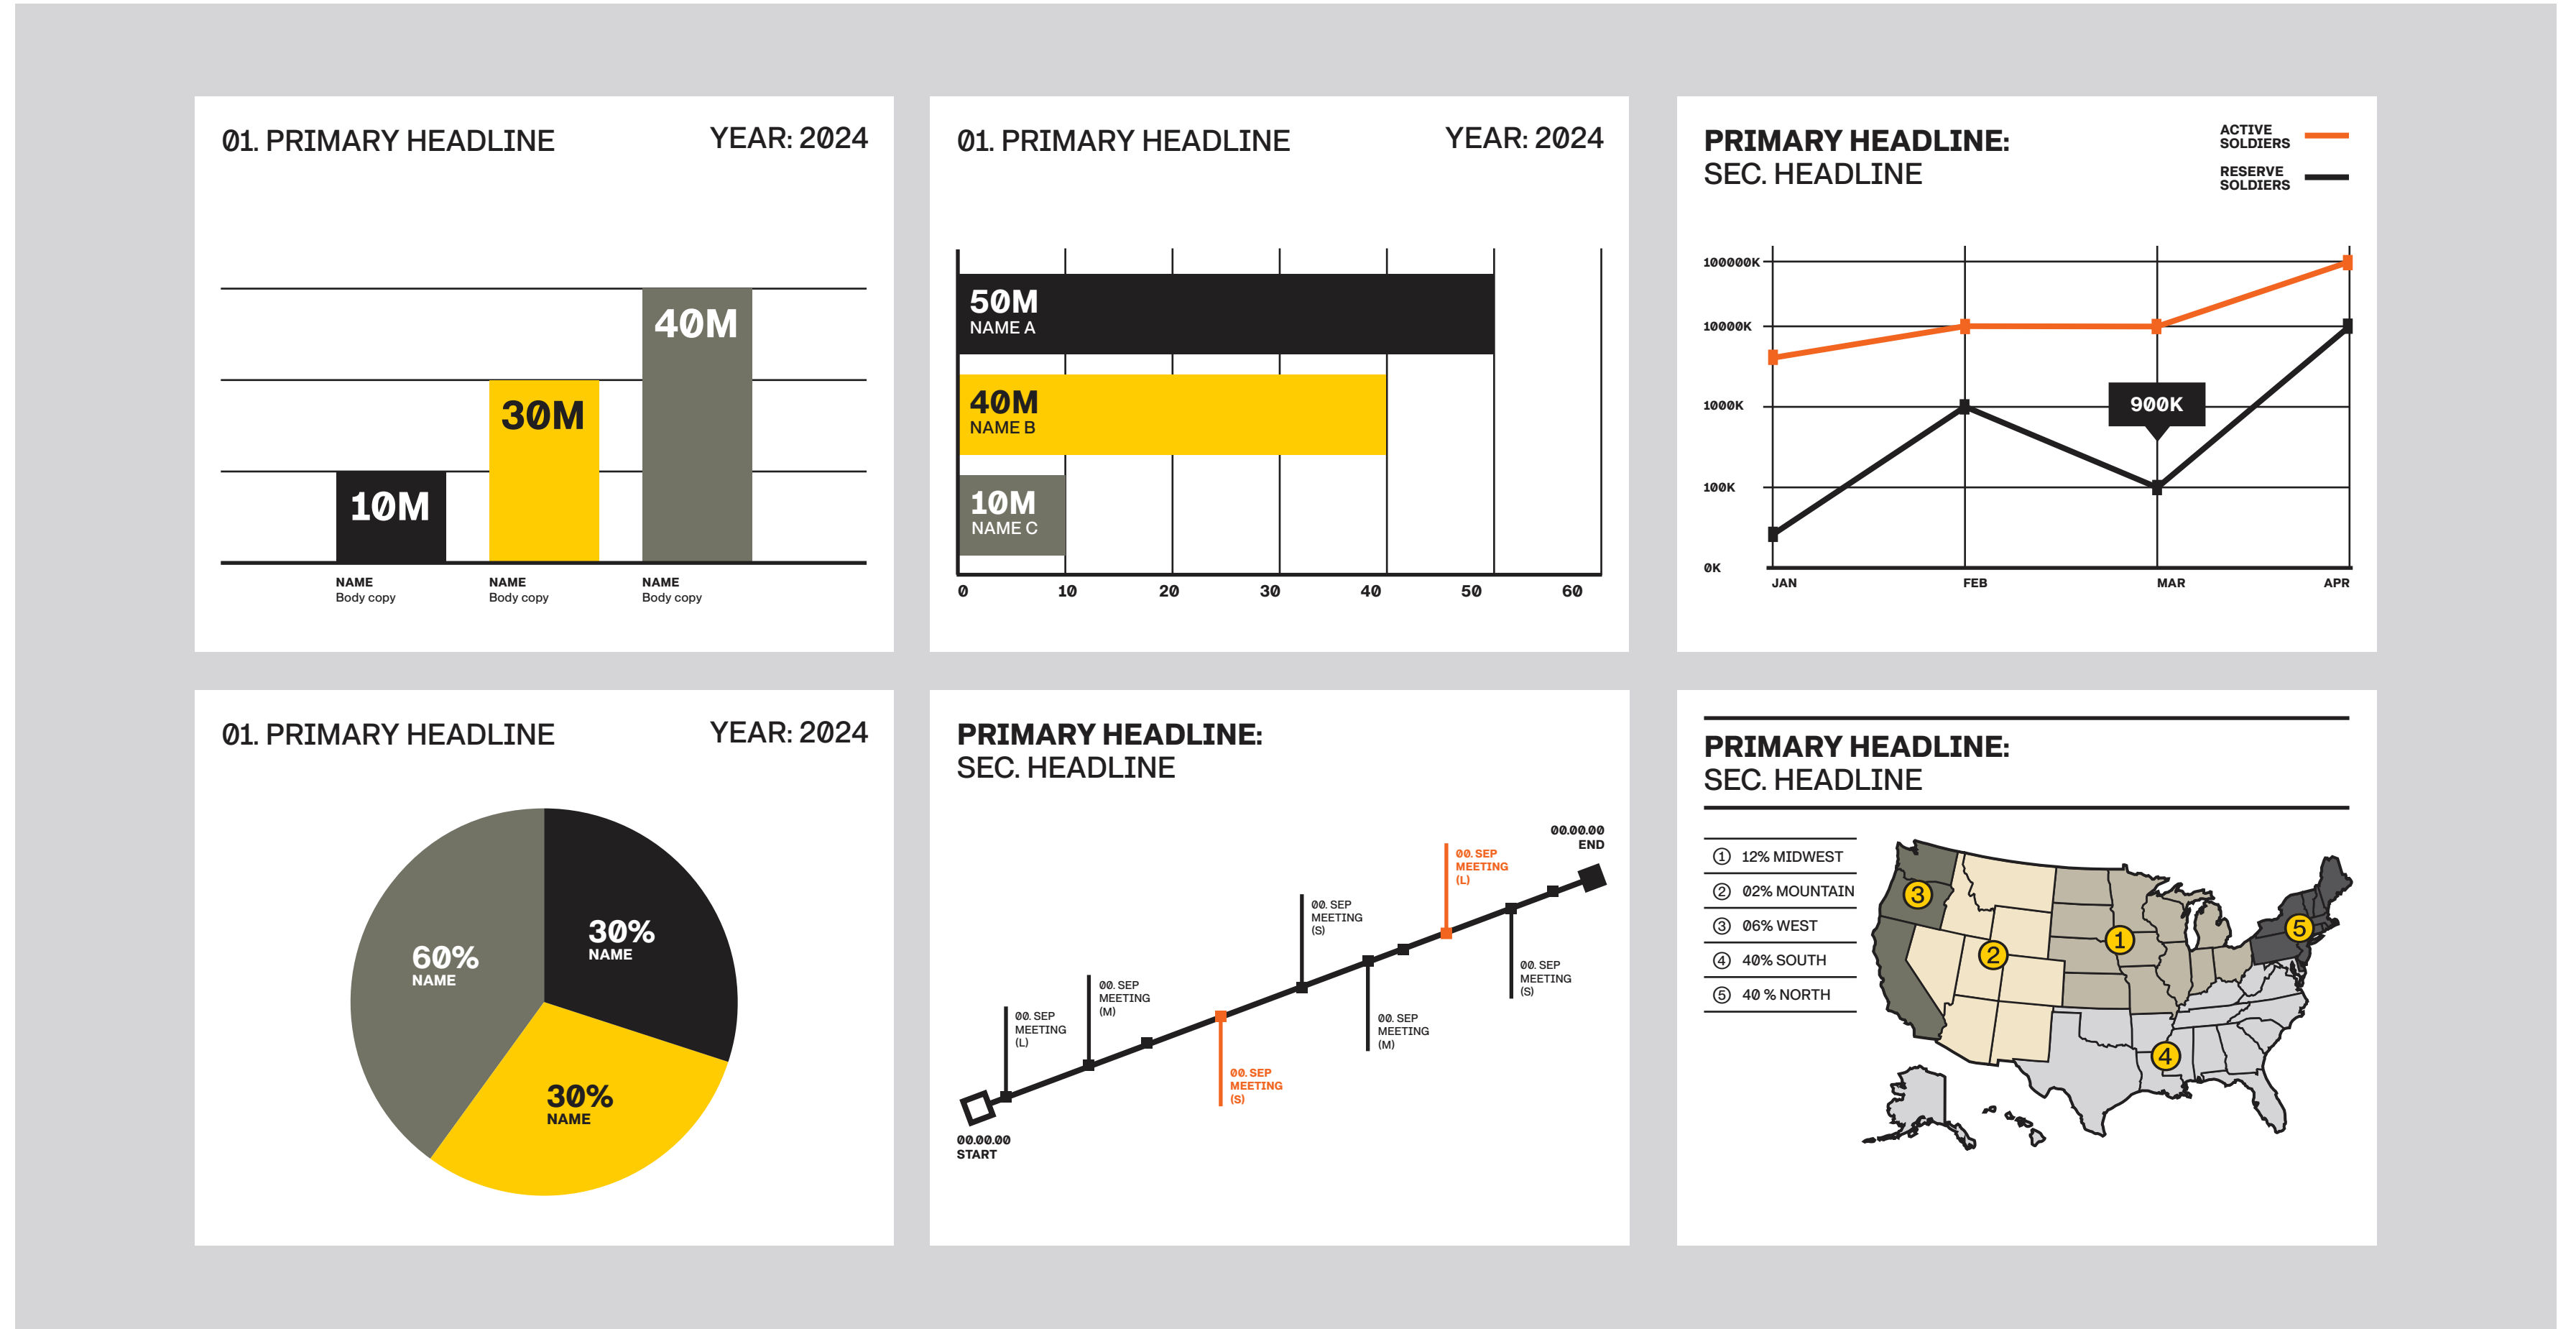 01. PRIMARY HEADLINE
YEAR: 2024
40M
30M
10M
NAME
Body copy
NAME
Body copy
NAME
Body copy
01. PRIMARY HEADLINE
YEAR: 2024
50M
NAME A
40M
NAME B
10M
NAME C
0 10 20 30 40 50 60
PRIMARY HEADLINE:
SEC. HEADLINE
ACTIVE
SOLDIERS
RESERVE
SOLDIERS
100000K
10000K
1000K
900K
100K
0K
JAN FEB MAR APR
01. PRIMARY HEADLINE
YEAR: 2024
30%
NAME
60%
NAME
30%
NAME
PRIMARY HEADLINE:
SEC. HEADLINE
00.00.00
END
00. SEP
MEETING
(L)
00. SEP
MEETING
(S)
00. SEP
MEETING
(S)
00. SEP
MEETING
(M)
00. SEP
MEETING
(L)
00. SEP
MEETING
(M)
00. SEP
MEETING
(S)
00.00.00
START
PRIMARY HEADLINE:
SEC. HEADLINE
1 12% MIDWEST
2 02% MOUNTAIN
3 06% WEST
4 40% SOUTH
5 40 % NORTH
3
5
1
2
4